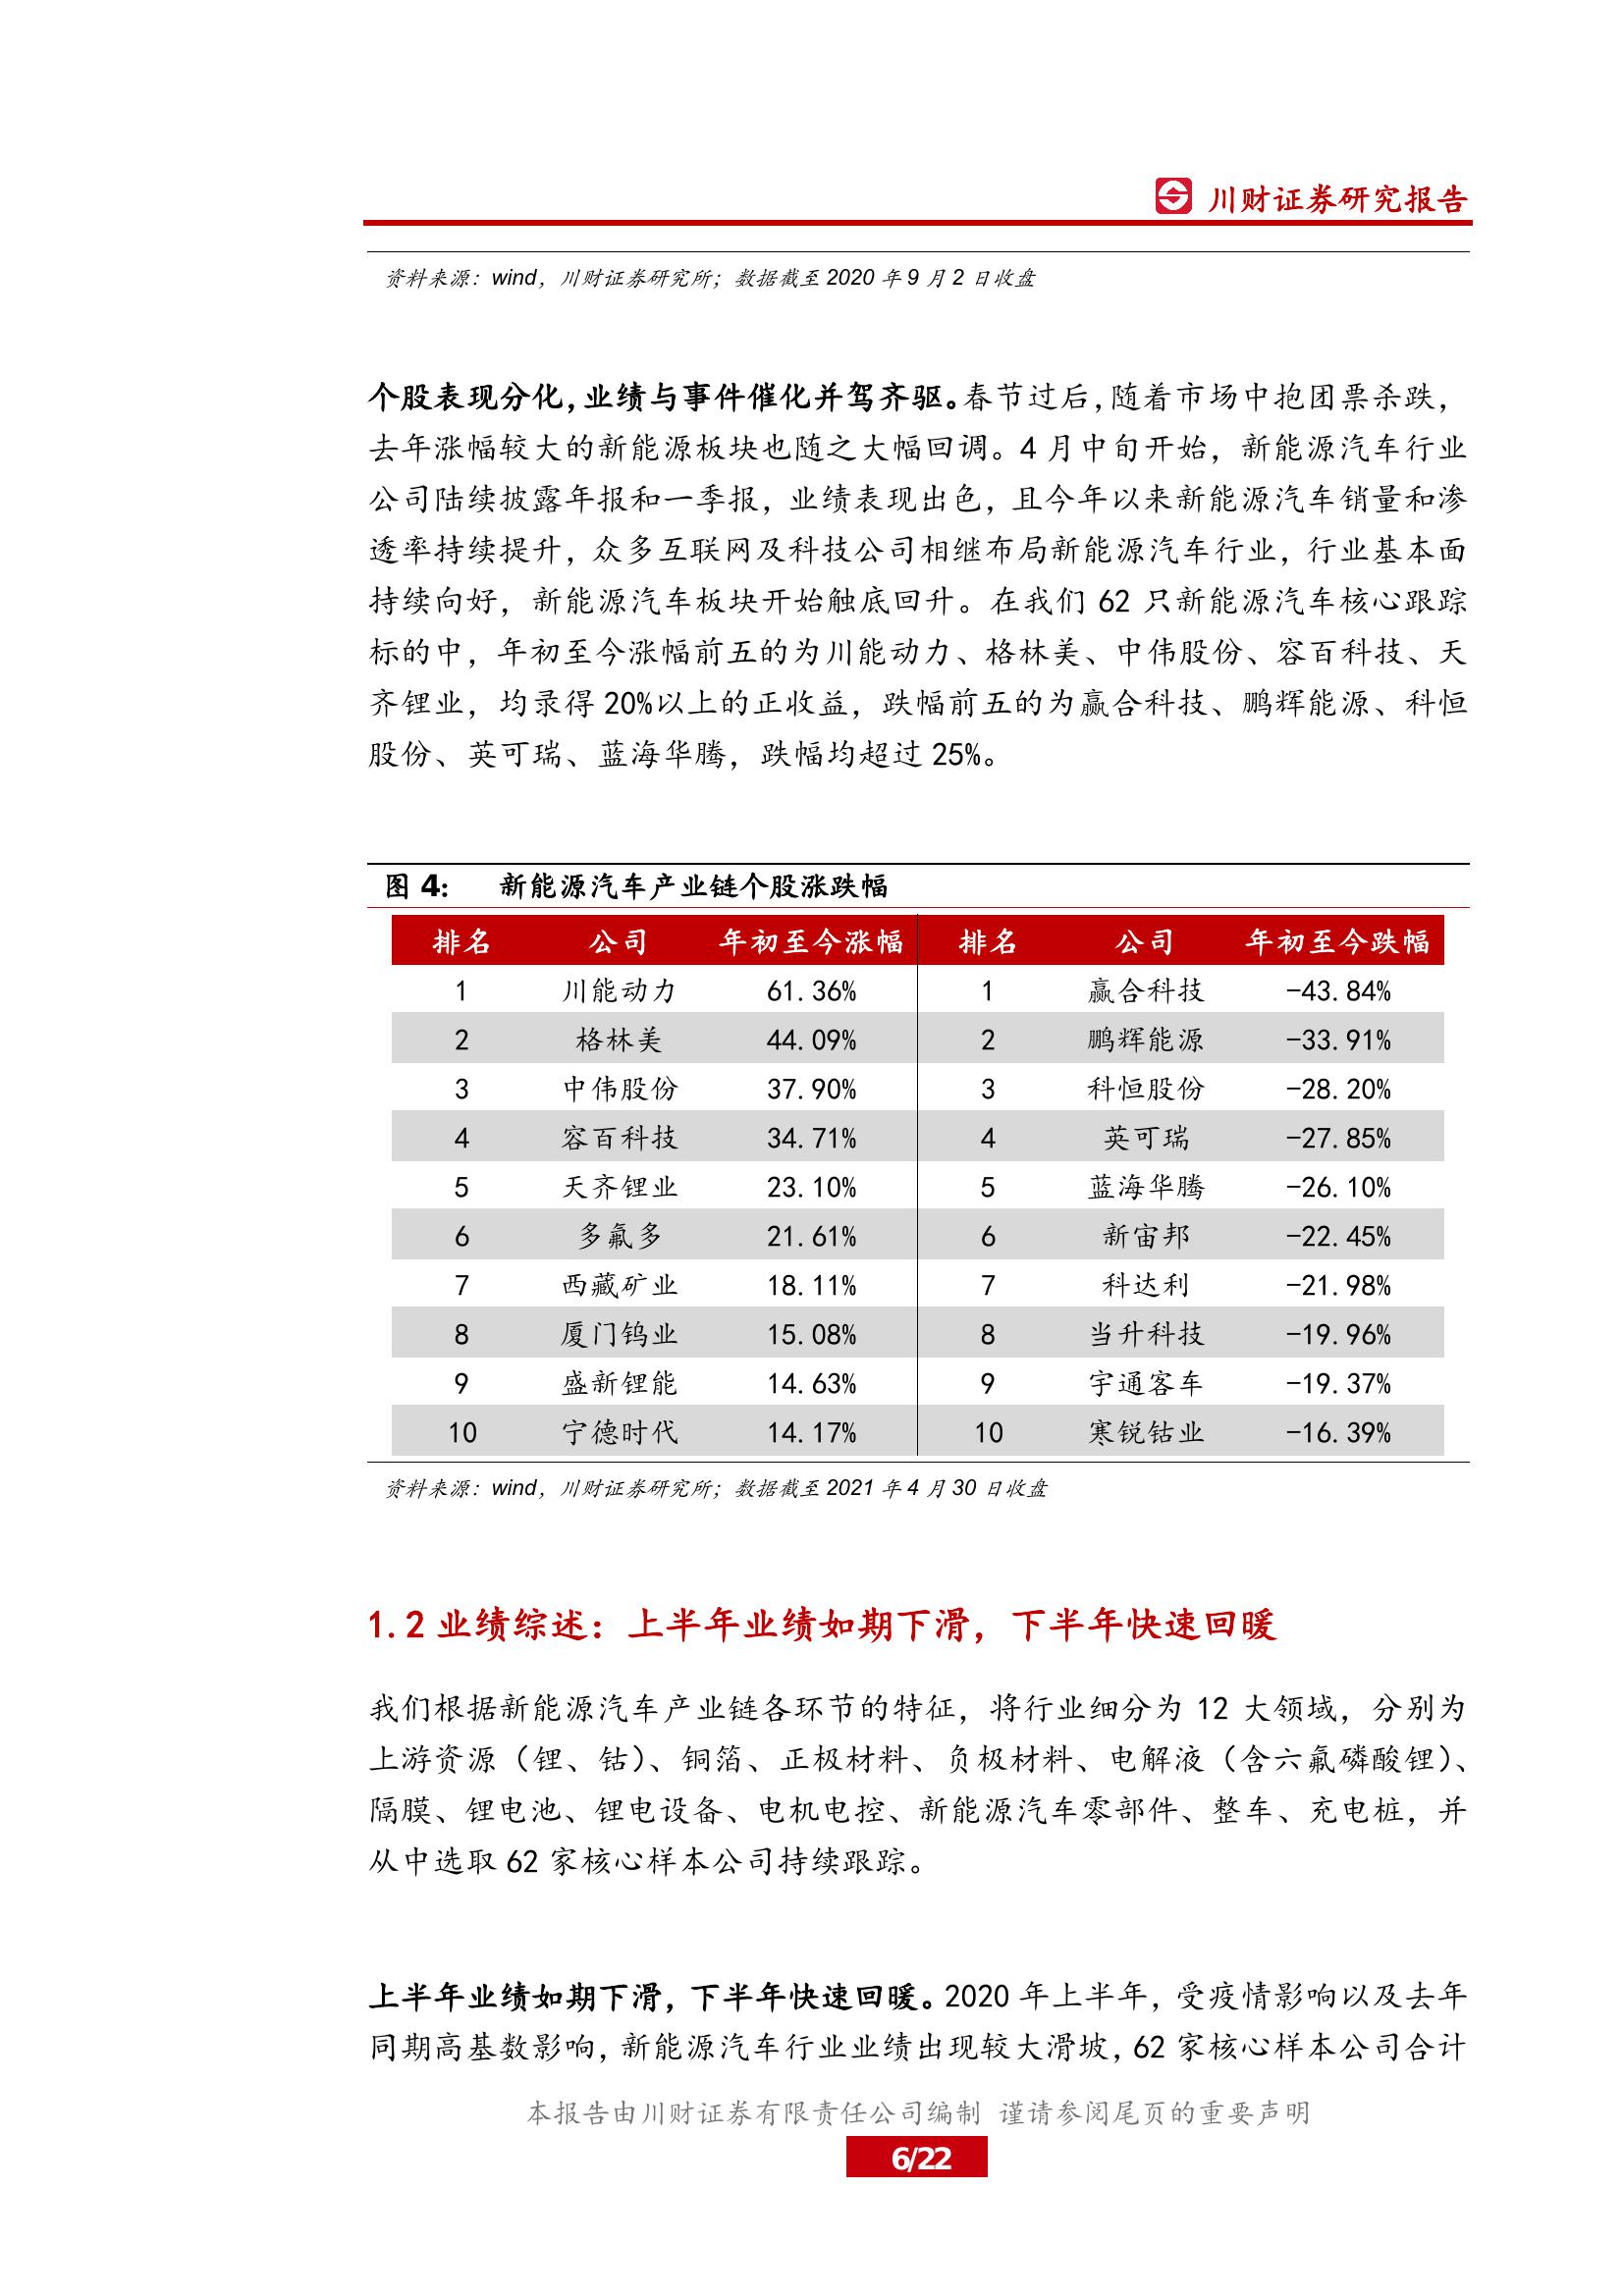 川财证券研究报告
资料来源：wind，川财证券研究所；数据截至 2020 年 9 月 2 日收盘
个股表现分化，业绩与事件催化并驾齐驱。春节过后，随着市场中抱团票杀跌，
去年涨幅较大的新能源板块也随之大幅回调。4 月中旬开始，新能源汽车行业
公司陆续披露年报和一季报，业绩表现出色，且今年以来新能源汽车销量和渗
透率持续提升，众多互联网及科技公司相继布局新能源汽车行业，行业基本面
持续向好，新能源汽车板块开始触底回升。在我们 62 只新能源汽车核心跟踪
标的中，年初至今涨幅前五的为川能动力、格林美、中伟股份、容百科技、天
齐锂业，均录得 20%以上的正收益，跌幅前五的为赢合科技、鹏辉能源、科恒
股份、英可瑞、蓝海华腾，跌幅均超过 25%。
图 4: 新能源汽车产业链个股涨跌幅
排名 公司 年初至今涨幅 排名 公司 年初至今跌幅
1 川能动力 61.36% 1 赢合科技 -43.84%
2 格林美 44.09% 2 鹏辉能源 -33.91%
3 中伟股份 37.90% 3 科恒股份 -28.20%
4 容百科技 34.71% 4 英可瑞 -27.85%
5 天齐锂业 23.10% 5 蓝海华腾 -26.10%
6 多氟多 21.61% 6 新宙邦 -22.45%
7 西藏矿业 18.11% 7 科达利 -21.98%
8 厦门钨业 15.08% 8 当升科技 -19.96%
9 盛新锂能 14.63% 9 宇通客车 -19.37%
10 宁德时代 14.17% 10 寒锐钴业 -16.39%
资料来源：wind，川财证券研究所；数据截至 2021 年 4 月 30 日收盘
1.2 业绩综述：上半年业绩如期下滑，下半年快速回暖
我们根据新能源汽车产业链各环节的特征，将行业细分为 12 大领域，分别为
上游资源（锂、钴）、铜箔、正极材料、负极材料、电解液（含六氟磷酸锂）、
隔膜、锂电池、锂电设备、电机电控、新能源汽车零部件、整车、充电桩，并
从中选取 62 家核心样本公司持续跟踪。
上半年业绩如期下滑，下半年快速回暖。2020 年上半年，受疫情影响以及去年
同期高基数影响，新能源汽车行业业绩出现较大滑坡，62 家核心样本公司合计
本报告由川财证券有限责任公司编制 谨请参阅尾页的重要声明
6/22